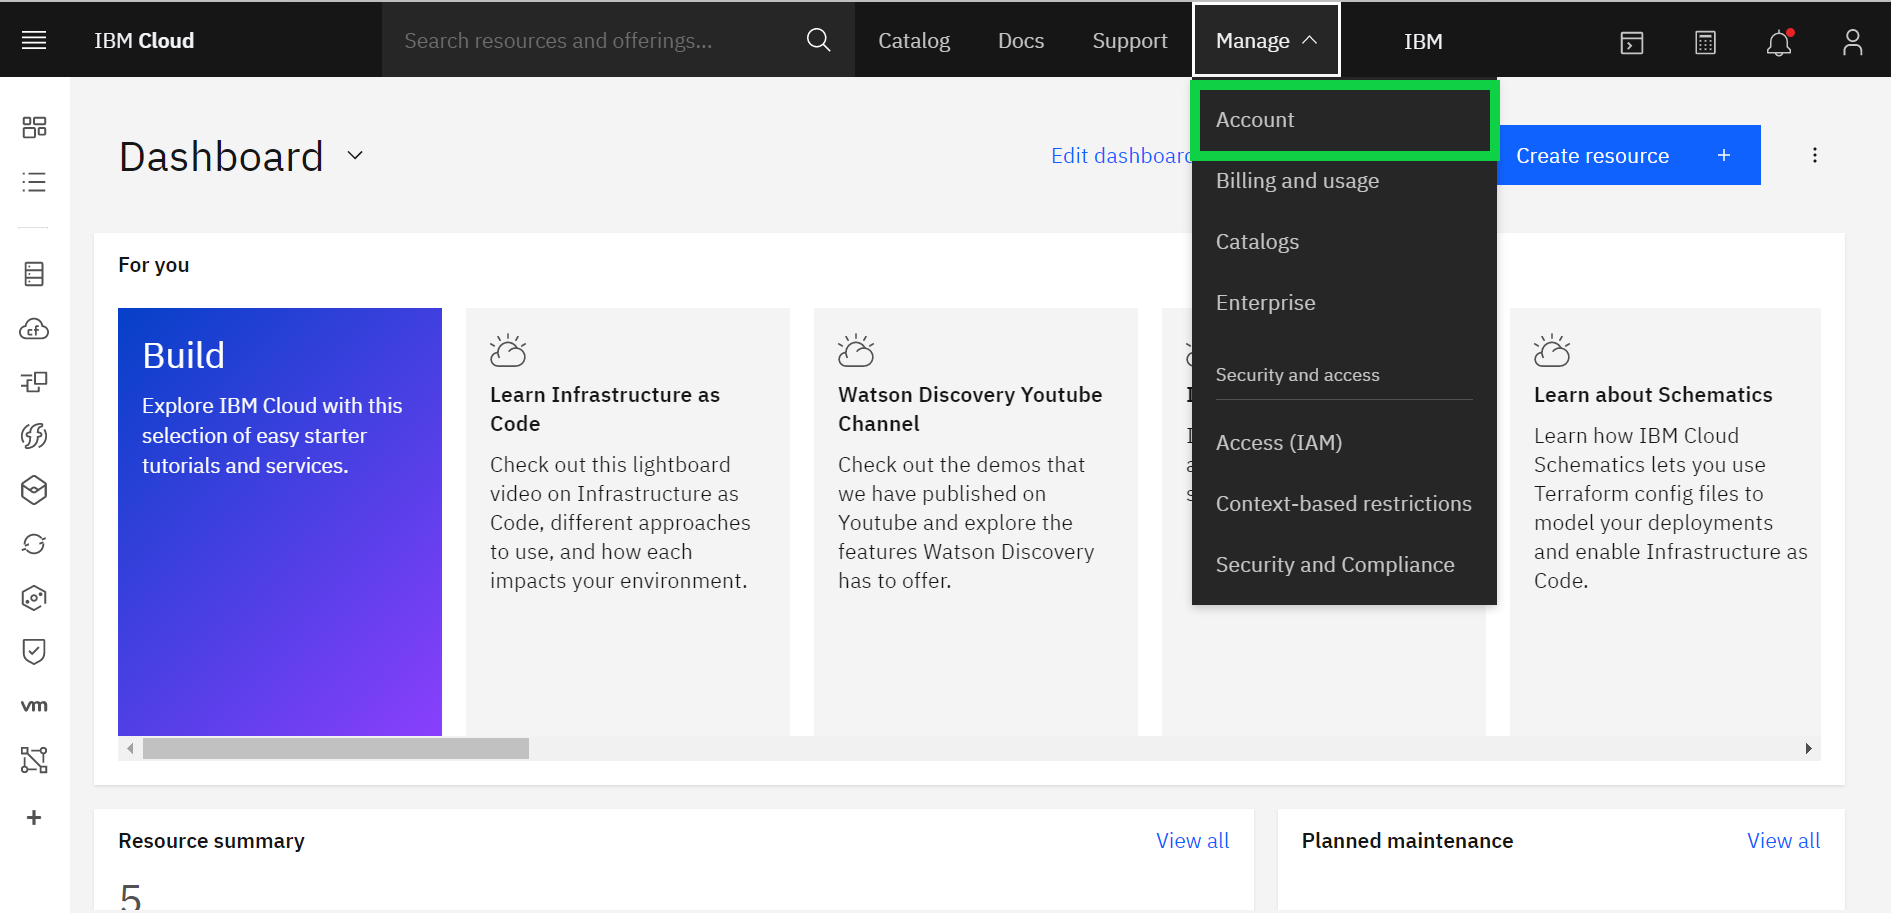 IBM Cloud
Search resources and offerings...
Catalog
Docs
Support
Manage
IBM
Account
Billing and usage
Catalogs
Enterprise
Security and access
Access (IAM)
Context-based restrictions
Security and Compliance
Dashboard
Edit dashboard
Create resource
For you
Build
Explore IBM Cloud with this
selection of easy starter
tutorials and services.
Learn Infrastructure as
Code
Check out this lightboard
video on Infrastructure as
Code, different approaches
to use, and how each
impacts your environment.
Watson Discovery Youtube
Channel
Check out the demos that
we have published on
Youtube and explore the
features Watson Discovery
has to offer.
Learn about Schematics
Learn how IBM Cloud
Schematics lets you use
Terraform config files to
model your deployments
and enable Infrastructure as
Code.
cf
vm
Resource summary
View all
5
Planned maintenance
View all